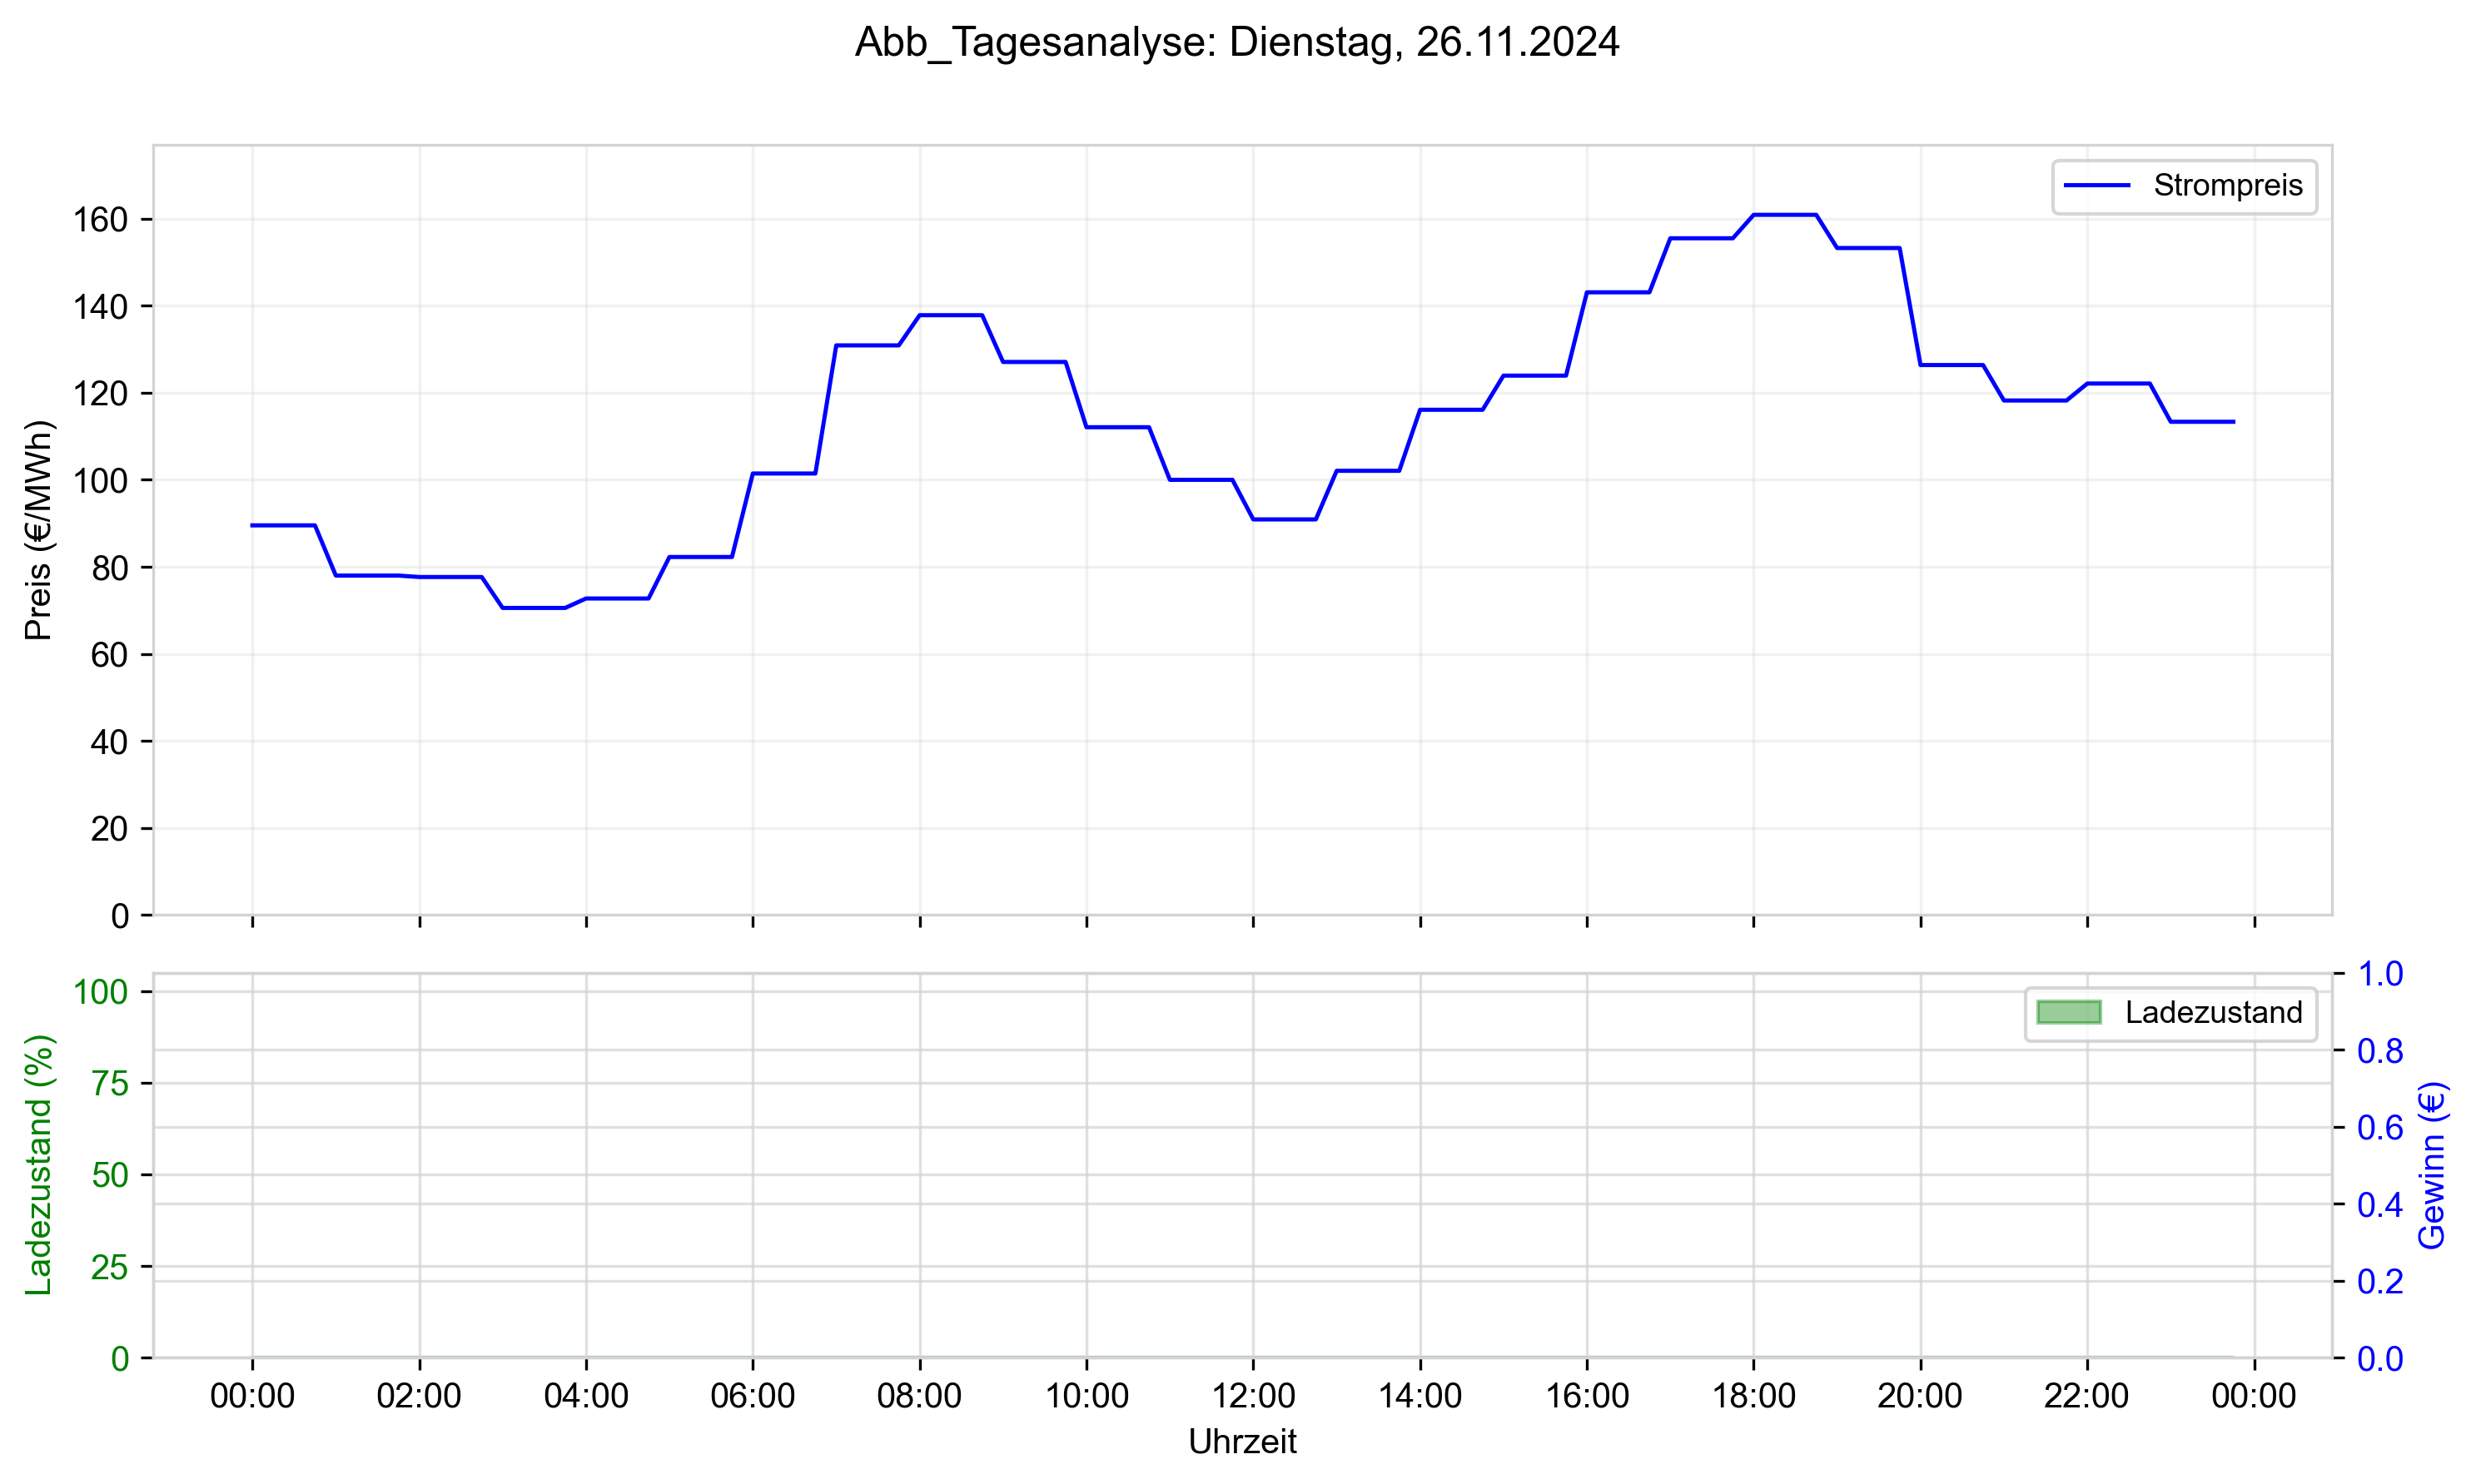 Abb_Tagesanalyse: Dienstag, 26.11.2024
Preis (€/MWh)
160
140
120
100
80
60
40
20
0
Strompreis
Ladezustand (%)
100
75
50
25
0
Ladezustand
1.0
0.8
0.6
0.4
0.2
0.0
Gewinn (€)
00:00 02:00 04:00 06:00 08:00 10:00 12:00 14:00 16:00 18:00 20:00 22:00 00:00
Uhrzeit